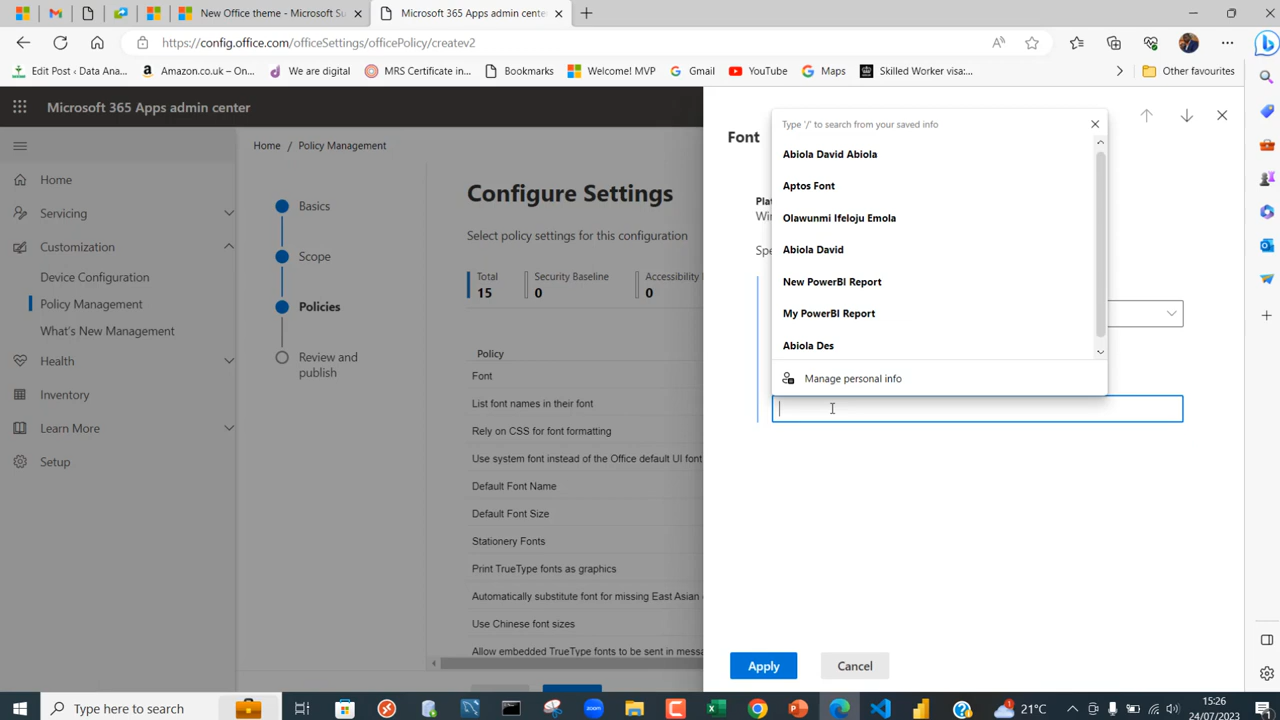 New Office theme - Microsoft Su
Microsoft 365 Apps admin cente
https://config.office.com/officeSettings/officePolicy/createv2
Edit Post ‹ Data Ana...
Amazon.co.uk – On...
We are digital
MRS Certificate in...
Bookmarks
Welcome! MVP
Gmail
YouTube
Maps
Skilled Worker visa:...
Other favourites
Microsoft 365 Apps admin center
Home
Servicing
Customization
Device Configuration
Policy Management
What's New Management
Health
Inventory
Learn More
Setup
Home / Policy Management
Basics
Scope
Policies
Review and
publish
Configure Settings
Select policy settings for this configuration
Total
15
Security Baseline
0
Accessibility
0
Policy
Font
List font names in their font
Rely on CSS for font formatting
Use system font instead of the Office default UI font
Default Font Name
Default Font Size
Stationery Fonts
Print TrueType fonts as graphics
Automatically substitute font for missing East Asian
Use Chinese font sizes
Allow embedded TrueType fonts to be sent in messa
Font
Plat
Win
Spe
Type '/' to search from your saved info
Abiola David Abiola
Aptos Font
Olawunmi Ifeloju Emola
Abiola David
New PowerBI Report
My PowerBI Report
Abiola Des
Manage personal info
Apply
Cancel
Type here to search
zoom
1
21°C
15:26
24/07/2023